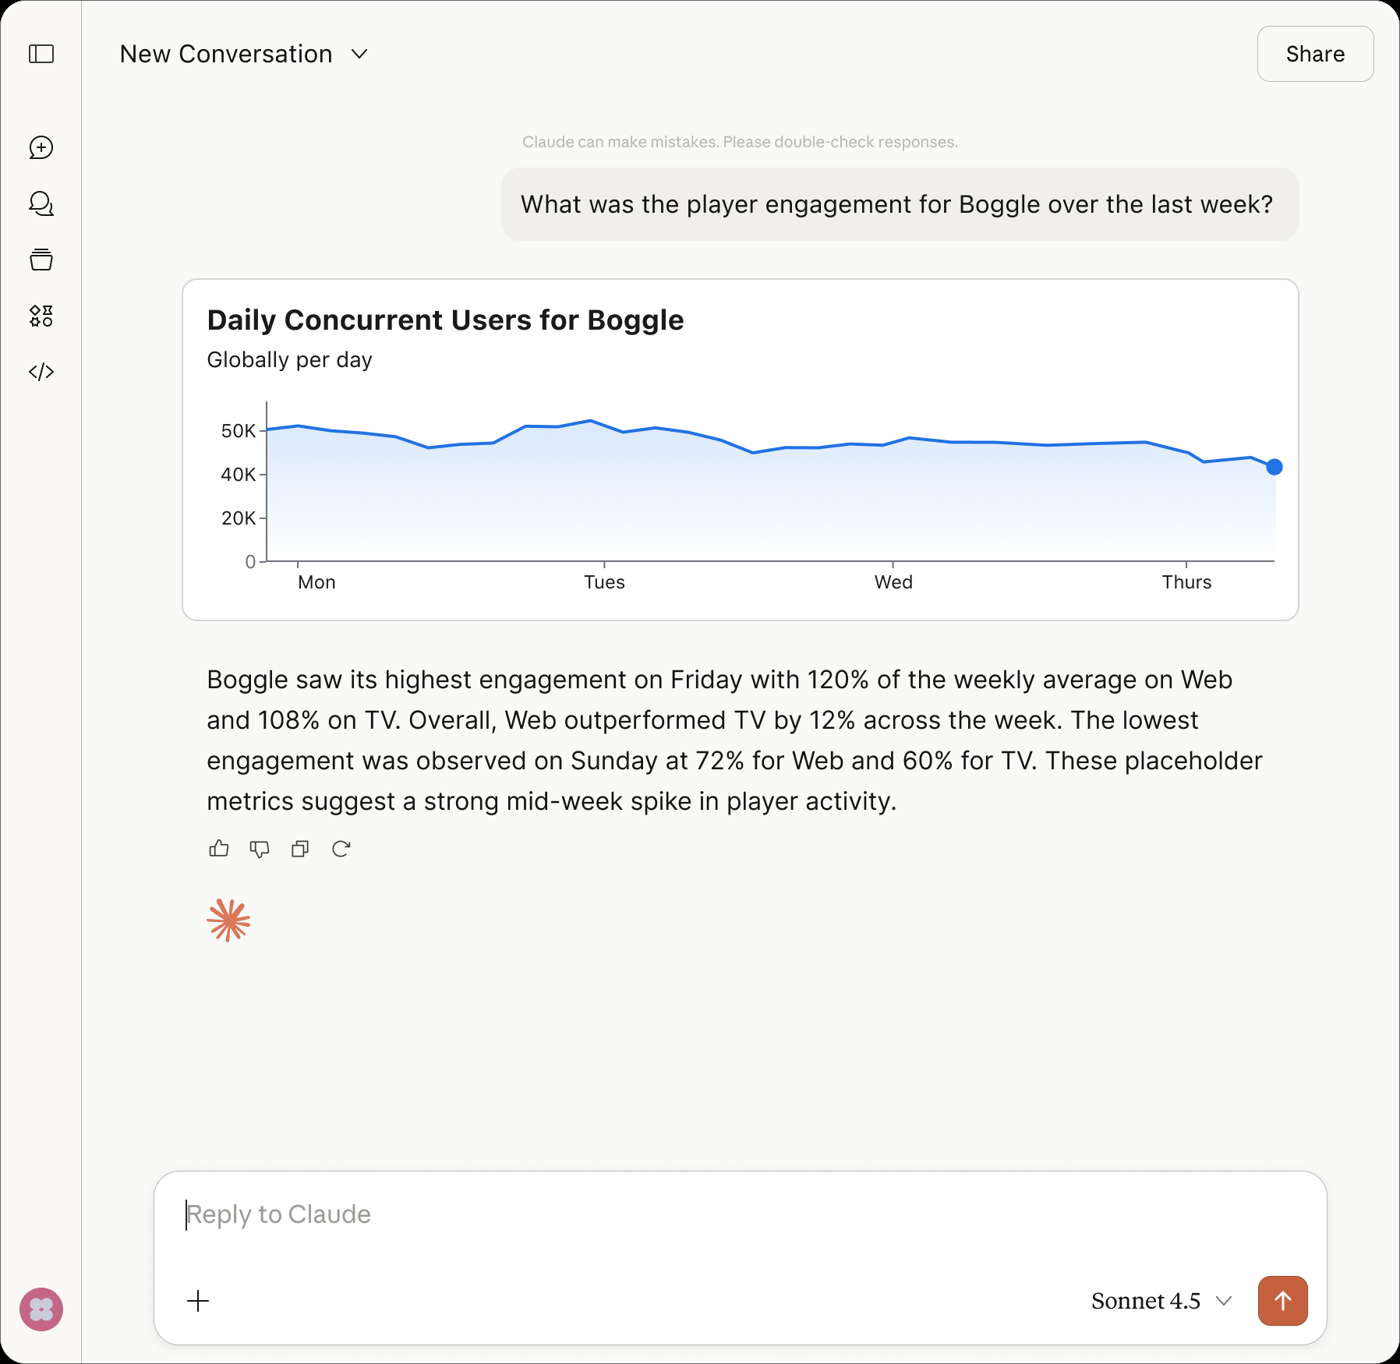 New Conversation
Share
Claude can make mistakes. Please double-check responses.
What was the player engagement for Boggle over the last week?
Daily Concurrent Users for Boggle
Globally per day
50K
40K
20K
0
Mon Tues Wed Thurs
Boggle saw its highest engagement on Friday with 120% of the weekly average on Web
and 108% on TV. Overall, Web outperformed TV by 12% across the week. The lowest
engagement was observed on Sunday at 72% for Web and 60% for TV. These placeholder
metrics suggest a strong mid-week spike in player activity.
Reply to Claude
Sonnet 4.5